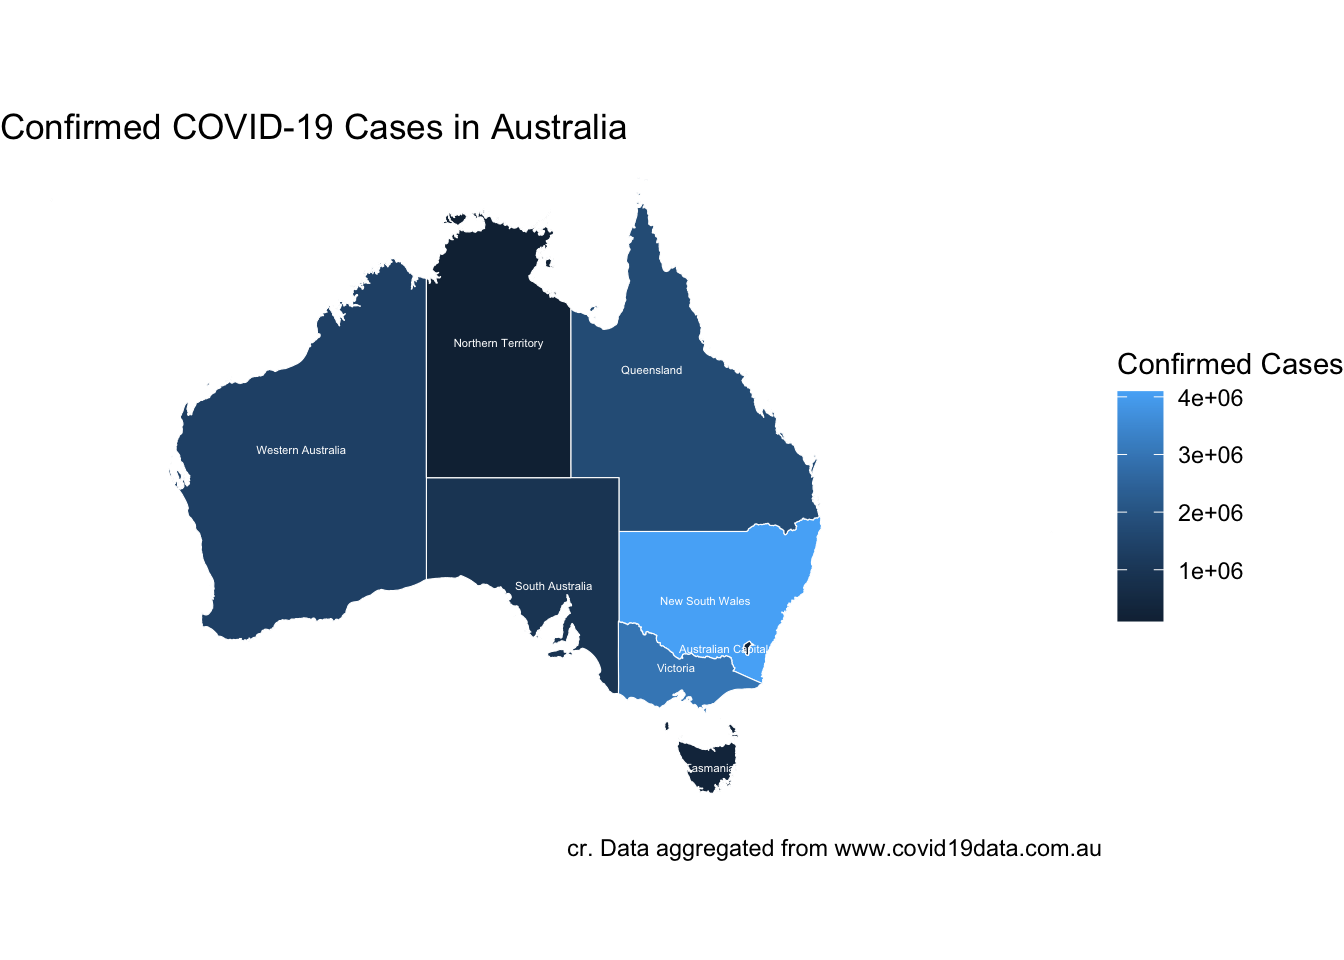 Confirmed COVID-19 Cases in Australia
Northern Territory
Queensland
Western Australia
South Australia
New South Wales
Australian Capital
Victoria
Tasmania
Confirmed Cases
4e+06
3e+06
2e+06
1e+06
cr. Data aggregated from www.covid19data.com.au